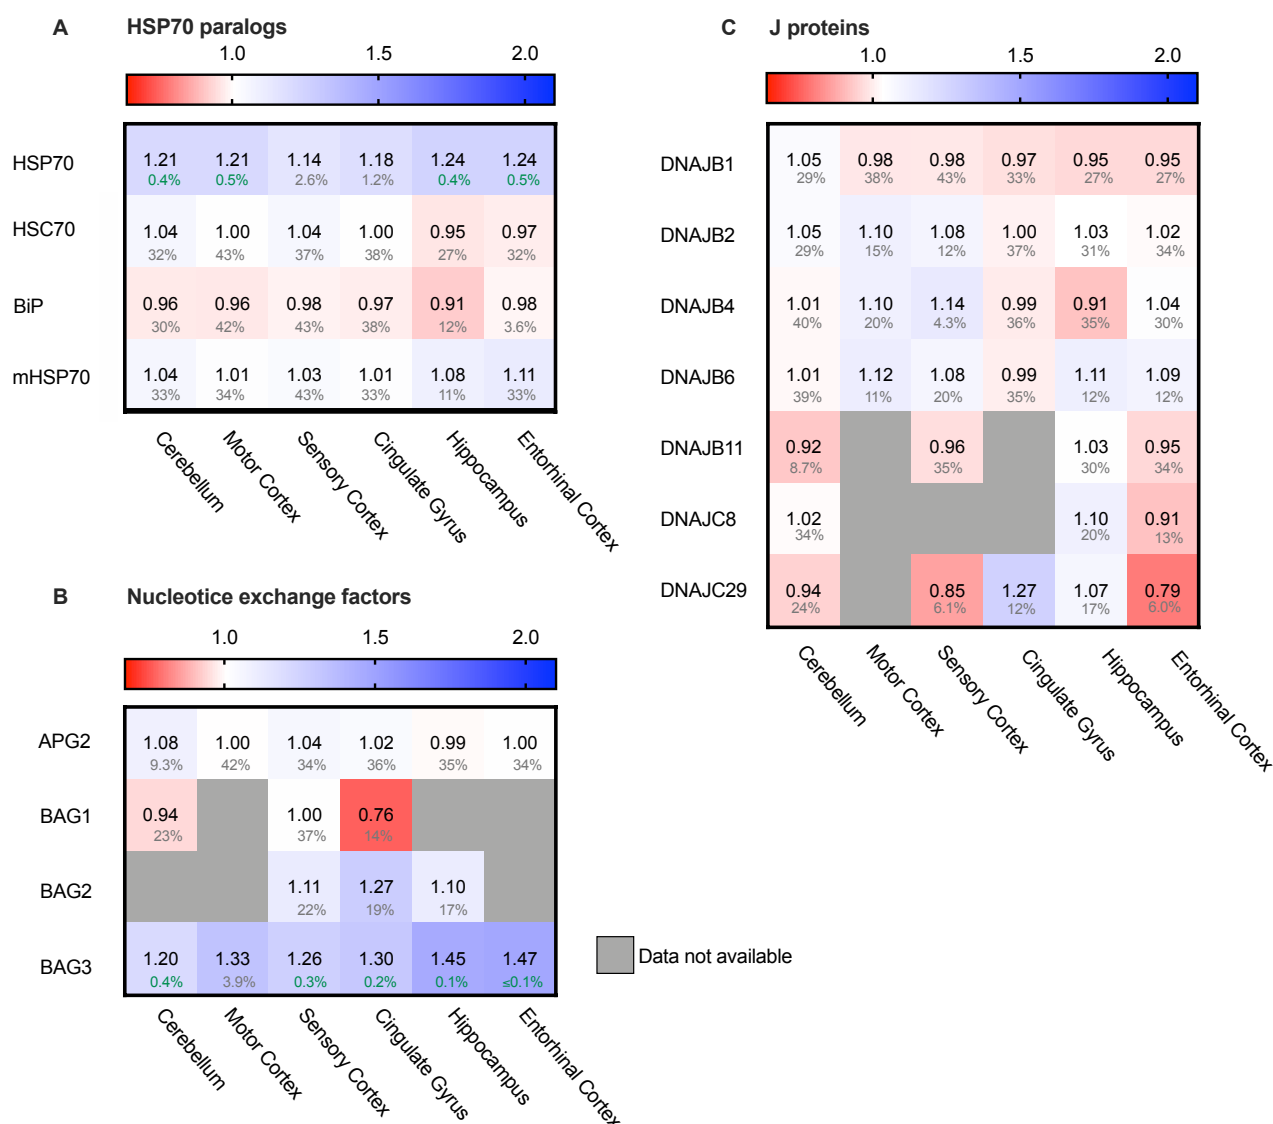 A HSP70 paralogs
1.0 1.5 2.0
HSP70 1.21 1.21 1.14 1.18 1.24 1.24
0.4% 0.5% 2.6% 1.2% 0.4% 0.5%
HSC70 1.04 1.00 1.04 1.00 0.95 0.97
32% 43% 37% 38% 27% 32%
BiP 0.96 0.96 0.98 0.97 0.91 0.98
30% 42% 43% 38% 12% 3.6%
mHSP70 1.04 1.01 1.03 1.01 1.08 1.11
33% 34% 43% 33% 11% 33%
Cerebellum
Motor Cortex
Sensory Cortex
Cingulate Gyrus
Hippocampus
Entorhinal Cortex
B Nucleotice exchange factors
1.0 1.5 2.0
APG2 1.08 1.00 1.04 1.02 0.99 1.00
9.3% 42% 34% 36% 35% 34%
BAG1 0.94 1.00 0.76
23% 37% 14%
BAG2 1.11 1.27 1.10
22% 19% 17%
BAG3 1.20 1.33 1.26 1.30 1.45 1.47
0.4% 3.9% 0.3% 0.2% 0.1% ≤0.1%
Cerebellum
Motor Cortex
Sensory Cortex
Cingulate Gyrus
Hippocampus
Entorhinal Cortex
C J proteins
1.0 1.5 2.0
DNAJB1 1.05 0.98 0.98 0.97 0.95 0.95
29% 38% 43% 33% 27% 27%
DNAJB2 1.05 1.10 1.08 1.00 1.03 1.02
29% 15% 12% 37% 31% 34%
DNAJB4 1.01 1.10 1.14 0.99 0.91 1.04
40% 20% 4.3% 36% 35% 30%
DNAJB6 1.01 1.12 1.08 0.99 1.11 1.09
39% 11% 20% 35% 12% 12%
DNAJB11 0.92 0.96 1.03 0.95
8.7% 35% 30% 34%
DNAJC8 1.02 1.10 0.91
34% 20% 13%
DNAJC29 0.94 0.85 1.27 1.07 0.79
24% 6.1% 12% 17% 6.0%
Cerebellum
Motor Cortex
Sensory Cortex
Cingulate Gyrus
Hippocampus
Entorhinal Cortex
Data not available